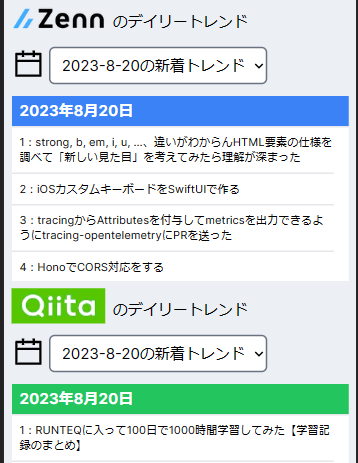 Zenn のデイリートレンド
2023-8-20の新着トレンド
2023年8月20日
1 : strong, b, em, i, u, ...、違いがわからんHTML要素の仕様を
調べて「新しい見た目」を考えてみたら理解が深まった
2 : iOSカスタムキーボードをSwiftUIで作る
3 : tracingからAttributesを付与してmetricsを出力できるよ
うにtracing-opentelemetryにPRを送った
4 : HonoでCORS対応をする
Qiita のデイリートレンド
2023-8-20の新着トレンド
2023年8月20日
1 : RUNTEQに入って100日で1000時間学習してみた【学習記
録のまとめ】